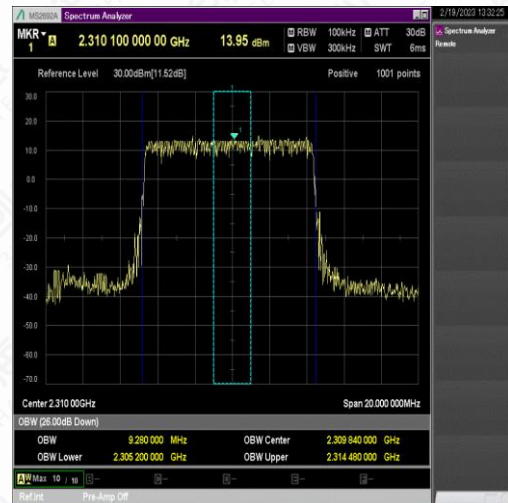 MS2692A Spectrum Analyzer
2/19/2023 13:32:25
MKR 1 A 2.310 100 000 00 GHz 13.95 dBm
RBW 100kHz ATT 30dB
VBW 300kHz SWT 6ms
Spectrum Analyzer
Remote
Reference Level 30.00dBm[11.52dB] Positive 1001 points
30.0
1
20.0
1
10.0
0.0
-10.0
-20.0
-30.0
-40.0
-50.0
-60.0
-70.0
Center 2.310 00GHz Span 20.000 000MHz
OBW (26.00dB Down)
OBW 9.280 000 MHz OBW Center 2.309 840 000 GHz
OBW Lower 2.305 200 000 GHz OBW Upper 2.314 480 000 GHz
A Max 10 / 10
Ref.Int Pre-Amp Off